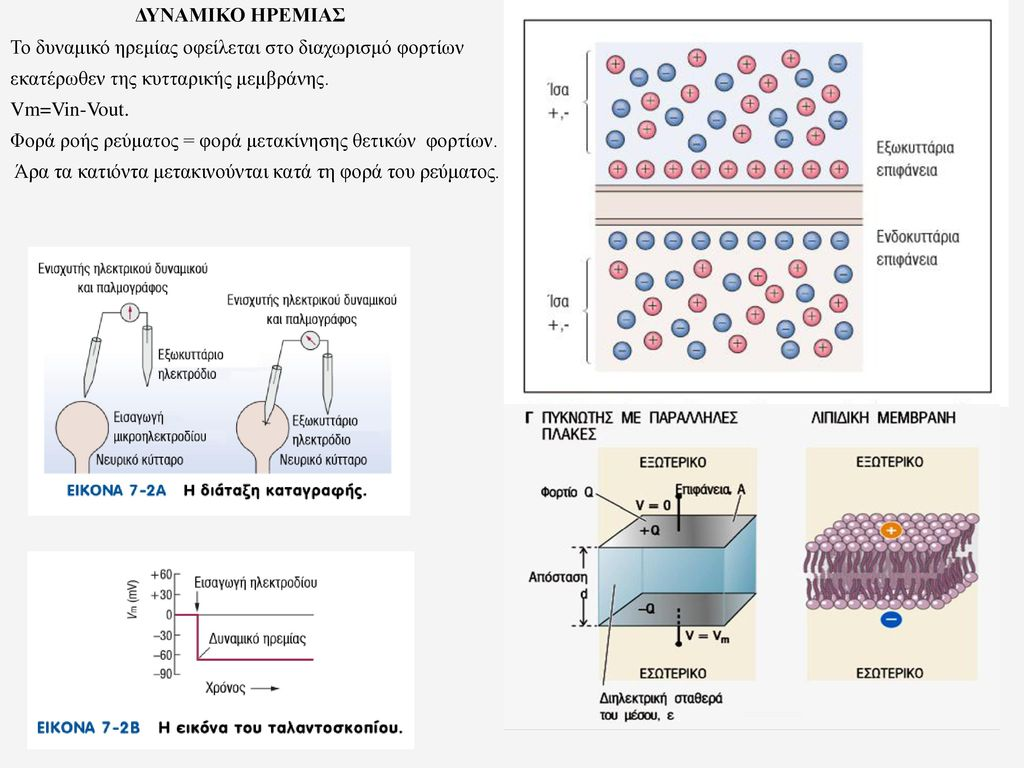 ΔΥΝΑΜΙΚΟ ΗΡΕΜΙΑΣ
Το δυναμικό ηρεμίας οφείλεται στο διαχωρισμό φορτίων
εκατέρωθεν της κυτταρικής μεμβράνης.
Vm=Vin-Vout.
Φορά ροής ρεύματος = φορά μετακίνησης θετικών φορτίων.
Άρα τα κατιόντα μετακινούνται κατά τη φορά του ρεύματος.
Ίσα
+,-
Εξωκυττάρια
επιφάνεια
Ενδοκυττάρια
επιφάνεια
Ίσα
+,-
Ενισχυτής ηλεκτρικού δυναμικού
και παλμογράφος
Ενισχυτής ηλεκτρικού δυναμικού
και παλμογράφος
Εξωκυττάριο
ηλεκτρόδιο
Εισαγωγή
μικροηλεκτροδίου
Νευρικό κύτταρο
Εξωκυττάριο
ηλεκτρόδιο
Νευρικό κύτταρο
ΕΙΚΟΝΑ 7-2Α Η διάταξη καταγραφής.
Vm (mV)
+60
+30
0
–30
–60
–90
Εισαγωγή ηλεκτροδίου
Δυναμικό ηρεμίας
Χρόνος
ΕΙΚΟΝΑ 7-2Β Η εικόνα του ταλαντοσκοπίου.
Γ ΠΥΚΝΩΤΗΣ ΜΕ ΠΑΡΑΛΛΗΛΕΣ
ΠΛΑΚΕΣ
ΕΞΩΤΕΡΙΚΟ
Φορτίο Q
Επιφάνεια, Α
V = 0
+Q
Απόσταση
d
–Q
V = Vm
ΕΣΩΤΕΡΙΚΟ
Διηλεκτρική σταθερά
του μέσου, ε
ΛΙΠΙΔΙΚΗ ΜΕΜΒΡΑΝΗ
ΕΞΩΤΕΡΙΚΟ
+
–
ΕΣΩΤΕΡΙΚΟ